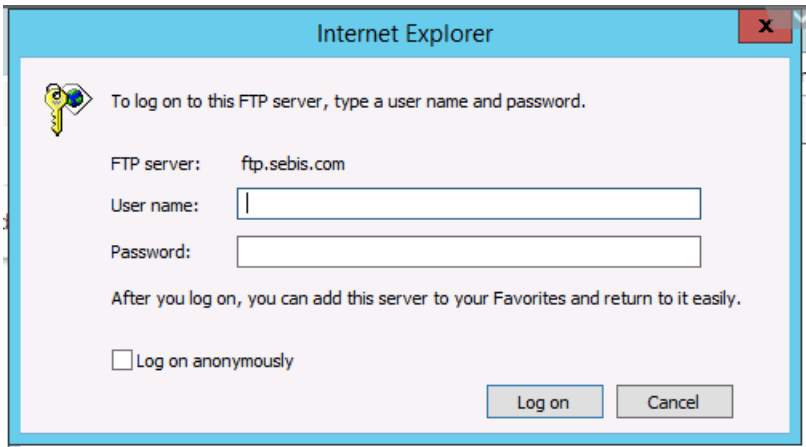 Internet Explorer
x
To log on to this FTP server, type a user name and password.
FTP server: ftp.sebis.com
User name:
Password:
After you log on, you can add this server to your Favorites and return to it easily.
Log on anonymously
Log on Cancel